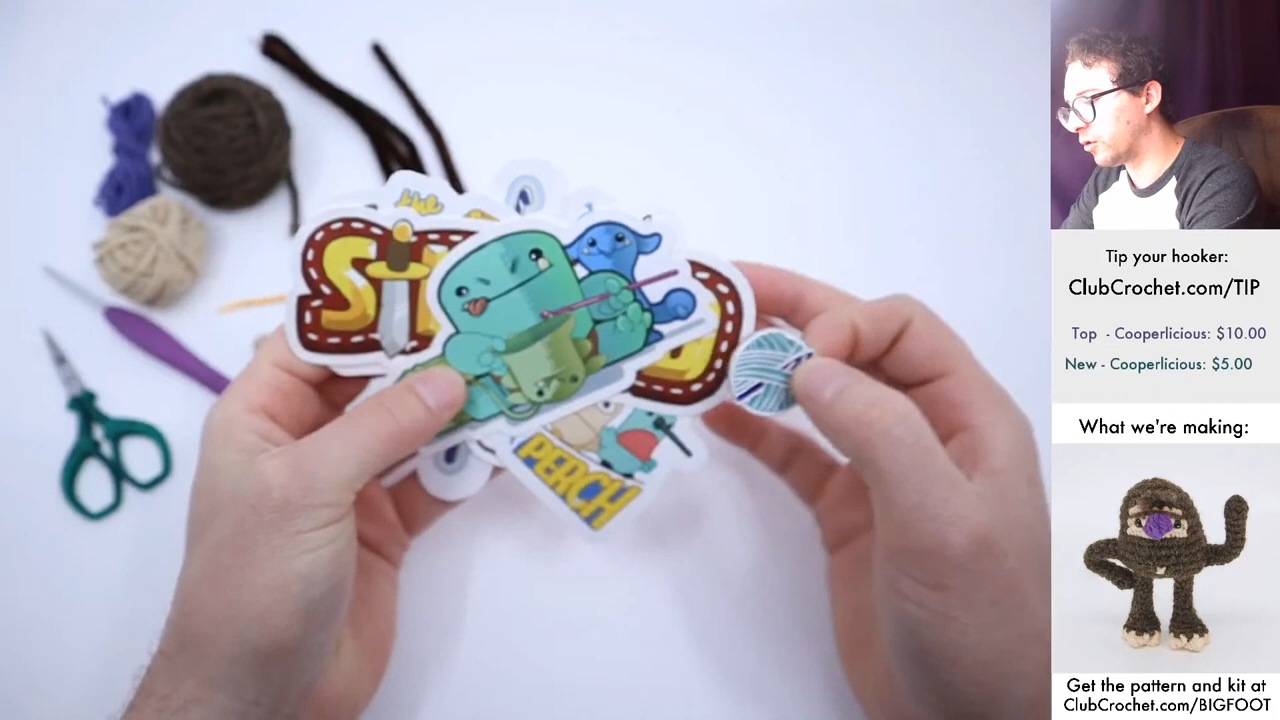 PERCH
Tip your hooker:
ClubCrochet.com/TIP
Top - Cooperlicious: $10.00
New - Cooperlicious: $5.00
What we're making:
Get the pattern and kit at
ClubCrochet.com/BIGFOOT